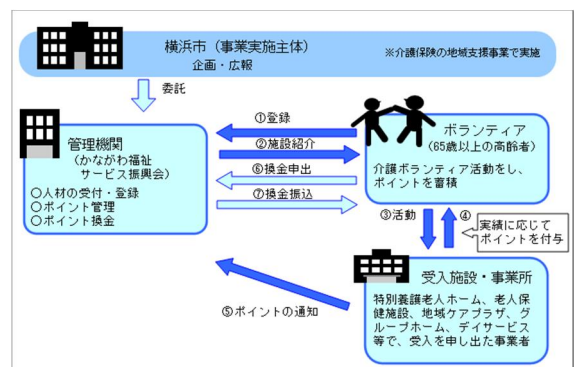 横浜市（事業実施主体）
企画・広報
※介護保険の地域支援事業で実施
委託
管理機関
（かながわ福祉
サービス振興会）
○人材の受付・登録
○ポイント管理
○ポイント換金
①登録
②施設紹介
⑥換金申出
⑦換金振込
ボランティア
（65歳以上の高齢者）
介護ボランティア活動をし、
ポイントを蓄積
③活動
④
実績に応じて
ポイントを付与
⑤ポイントの通知
受入施設・事業所
特別養護老人ホーム、老人保
健施設、地域ケアプラザ、グ
ループホーム、デイサービス
等で、受入を申し出た事業者